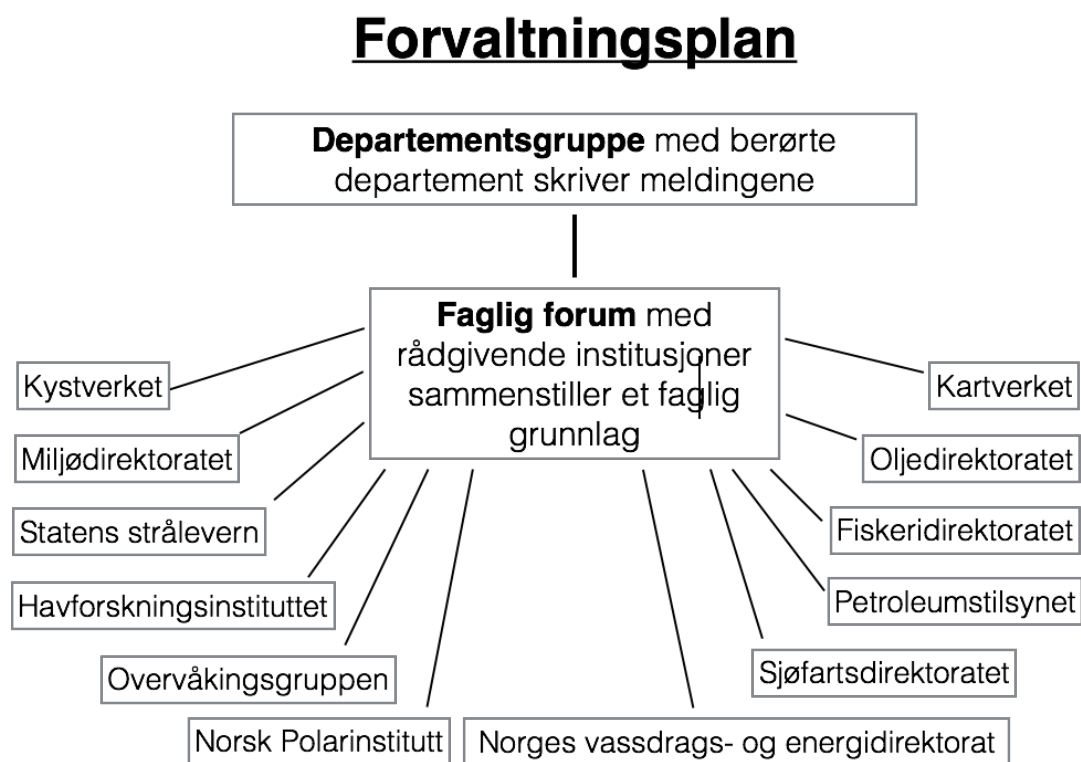 Forvaltningsplan
Departementsgruppe med berørte
departement skriver meldingene
Faglig forum med
rådgivende institusjoner
sammenstiller et faglig
grunnlag
Kystverket
Miljødirektoratet
Statens strålevern
Havforskningsinstituttet
Overvåkingsgruppen
Norsk Polarinstitutt
Norges vassdrags- og energidirektorat
Kartverket
Oljedirektoratet
Fiskeridirektoratet
Petroleumstilsynet
Sjøfartsdirektoratet